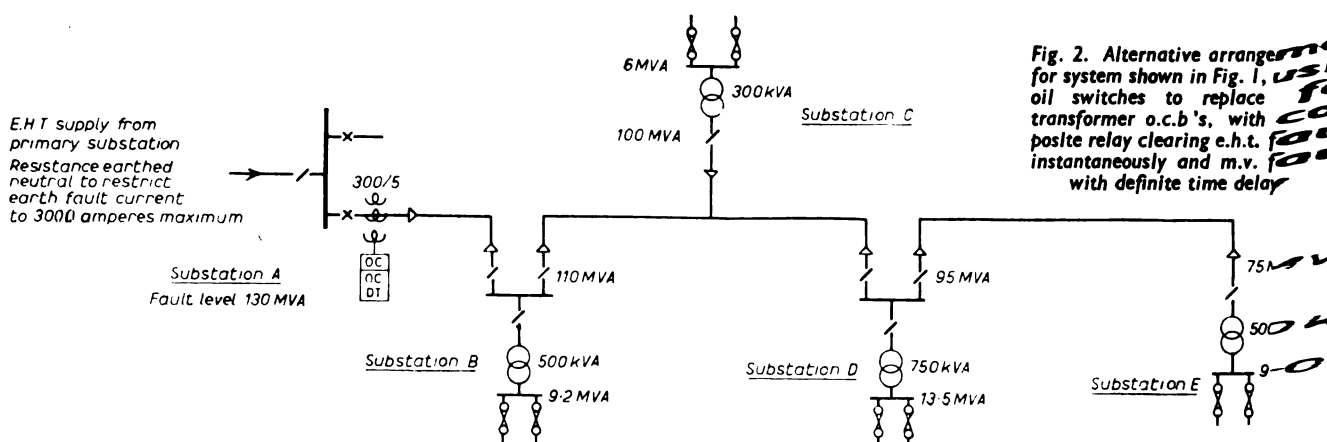 6MVA
300kVA
Substation C
100 MVA
Fig. 2. Alternative
for system shown in Fig. 1,
oil switches to replace
transformer o.c.b's, with
posite relay clearing e.h.t.
instantaneously and m.v.
with definite time delay
E.H.T supply from
primary substation
Resistance earthed
neutral to restrict
earth fault current
to 3000 amperes maximum
300/5
OC
OC
DT
Substation A
Fault level 130 MVA
110 MVA
Substation B
500kVA
9·2 MVA
95 MVA
Substation D
750kVA
13·5 MVA
Substation E